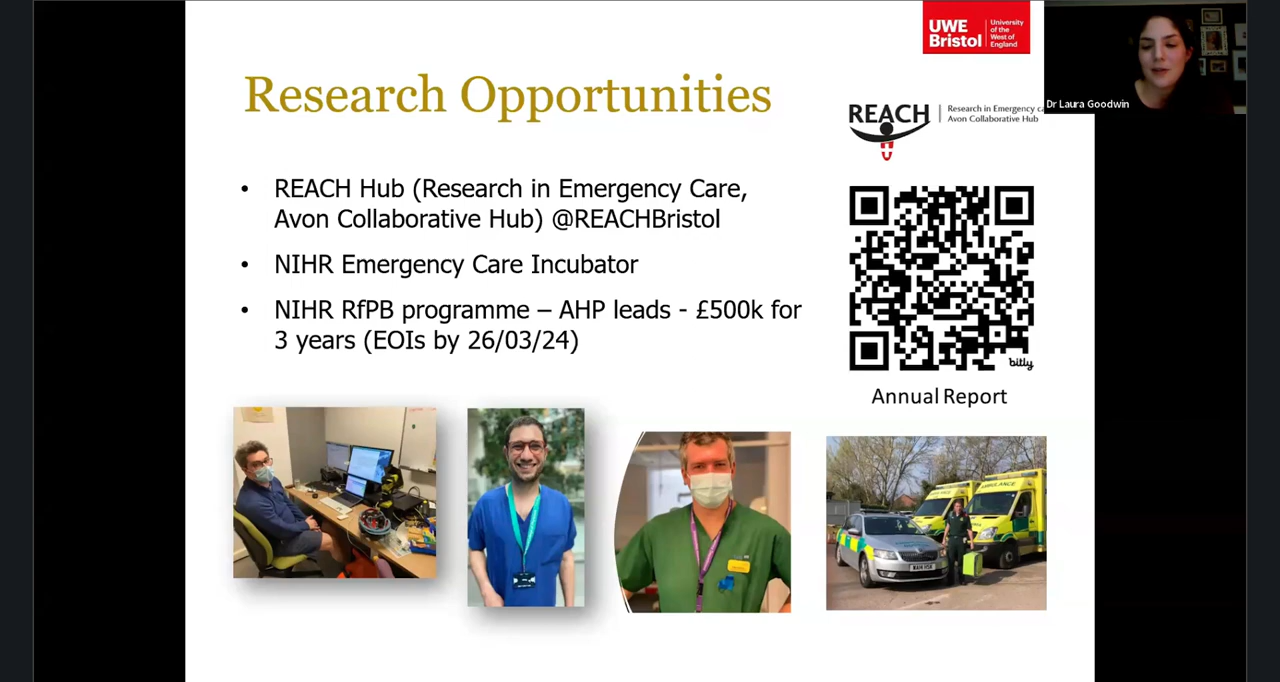 UWE
Bristol
University
of the
West of
England
Dr Laura Goodwin
Research Opportunities
REACH
Research in Emergency ca
Avon Collaborative Hub
• REACH Hub (Research in Emergency Care,
Avon Collaborative Hub) @REACHBristol
• NIHR Emergency Care Incubator
• NIHR RfPB programme – AHP leads - £500k for
3 years (EOIs by 26/03/24)
bitly
Annual Report
AMBULANCE